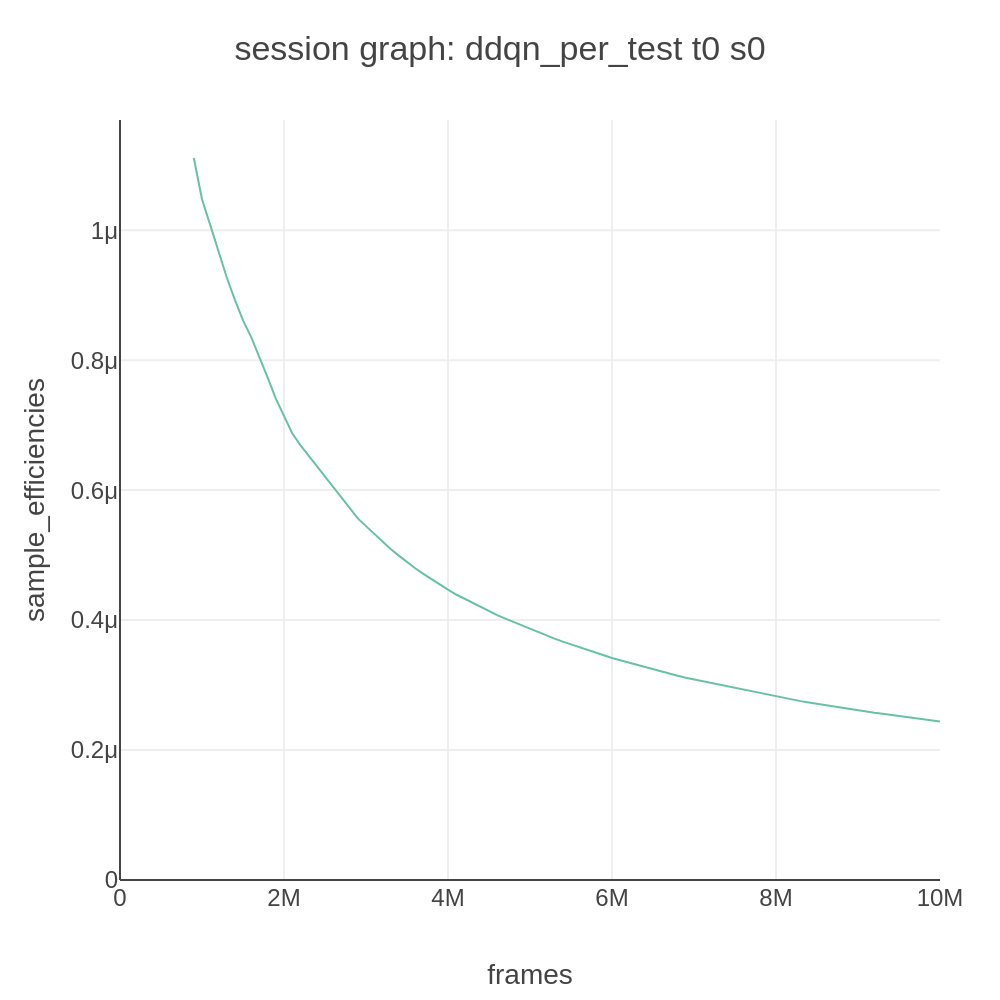 session graph: ddqn_per_test t0 s0
1μ
0.8μ
0.6μ
0.4μ
0.2μ
0
sample_efficiencies
0 2M 4M 6M 8M 10M
frames